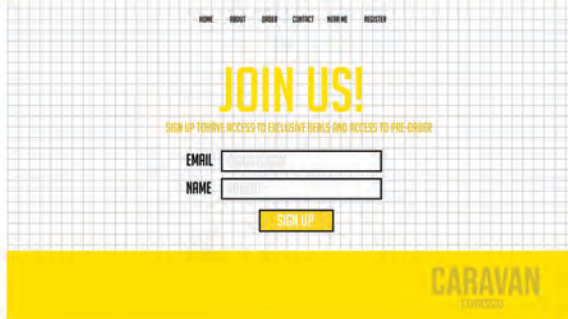 HOME ABOUT ORDER CONTACT NEAR ME REGISTER
JOIN US!
SIGN UP TOHAVE ACCESS TO EXCLUSIVE DEALS AND ACCESS TO PRE-ORDER
EMAIL
NAME
SIGN UP
CARAVAN